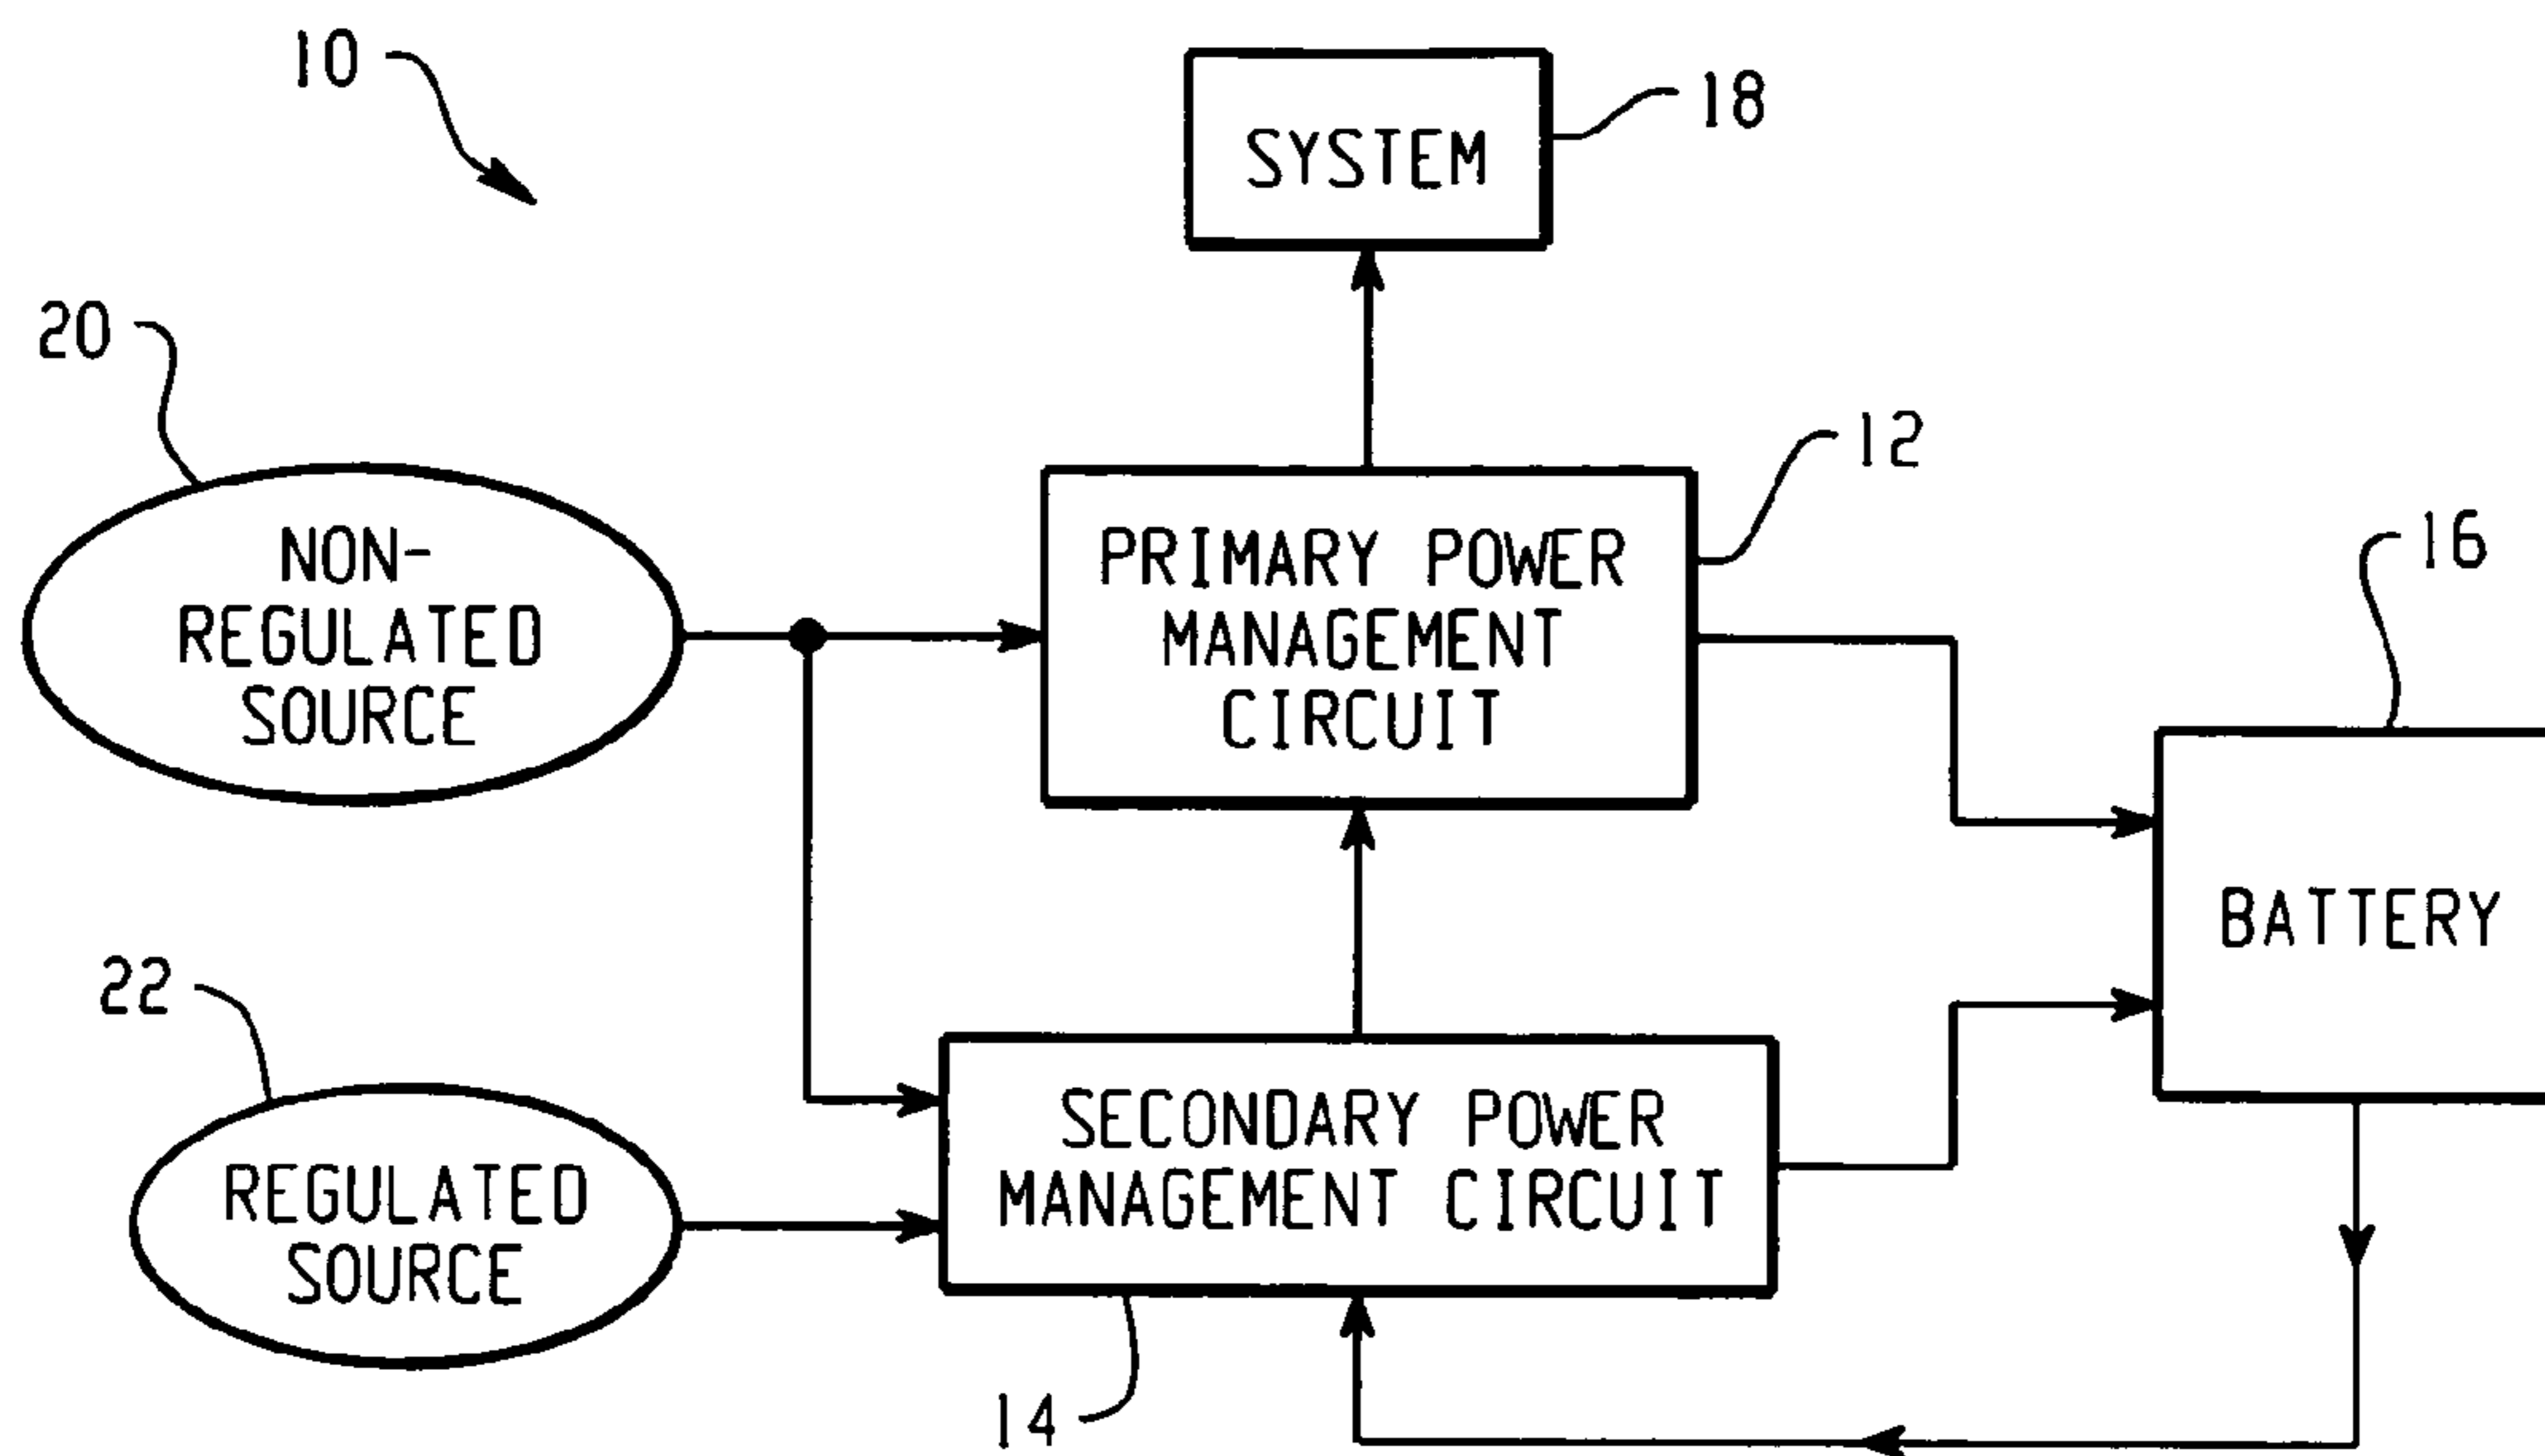 10
SYSTEM
18
20
NON-
REGULATED
SOURCE
PRIMARY POWER
MANAGEMENT
CIRCUIT
12
16
BATTERY
22
REGULATED
SOURCE
SECONDARY POWER
MANAGEMENT CIRCUIT
14